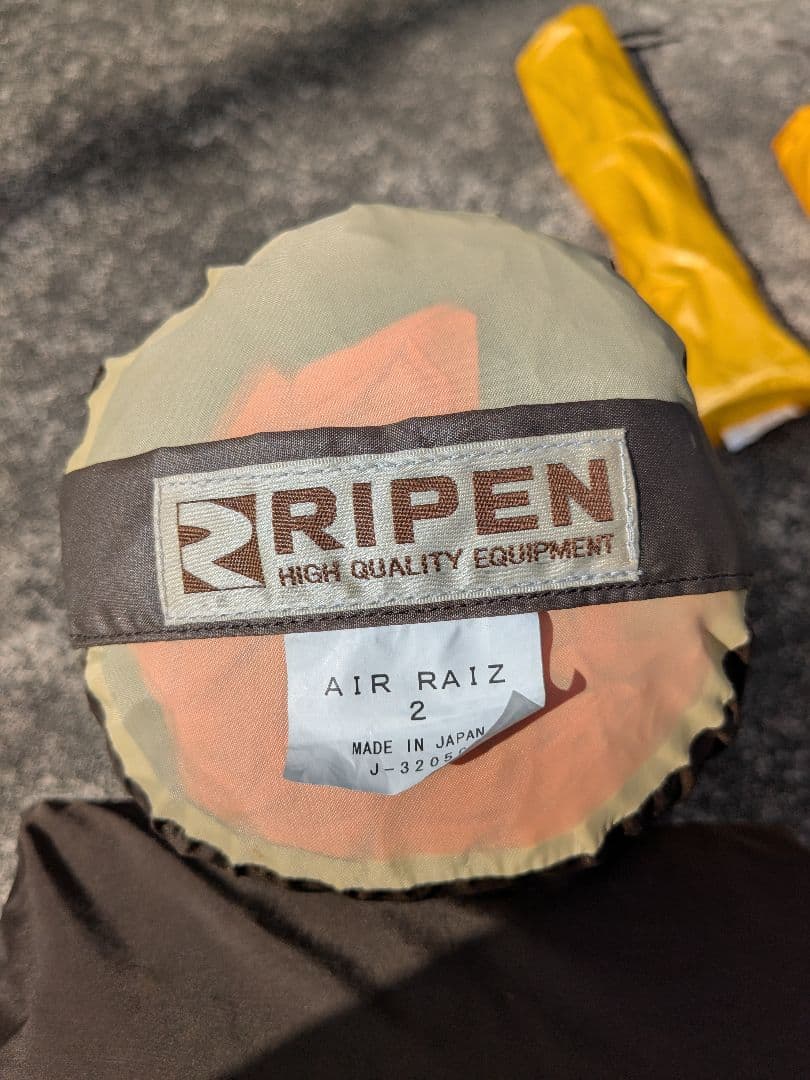 RIPEN
HIGH QUALITY EQUIPMENT
AIR RAIZ
2
MADE IN JAPAN